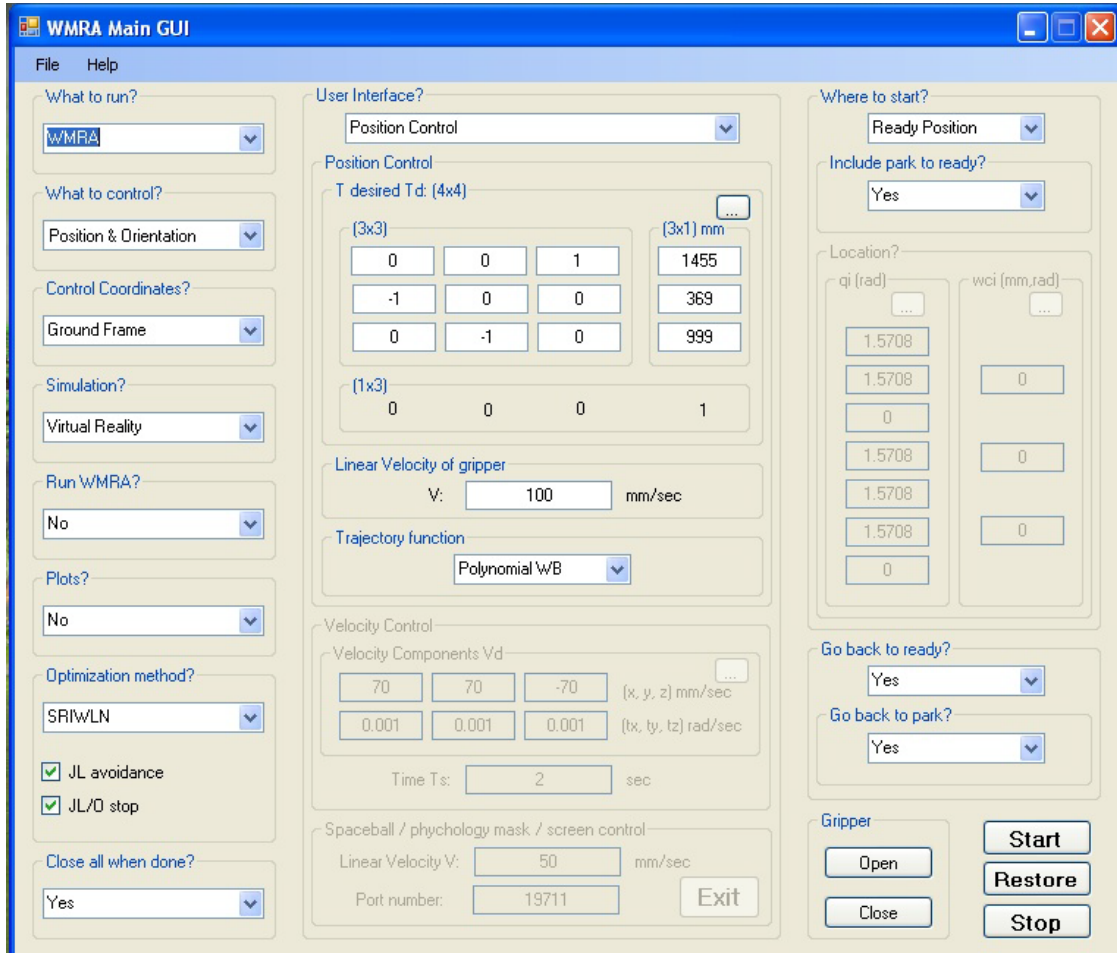 WMRA Main GUI
File Help
What to run?
WMRA
What to control?
Position & Orientation
Control Coordinates?
Ground Frame
Simulation?
Virtual Reality
Run WMRA?
No
Plots?
No
Optimization method?
SRIWLN
JL avoidance
JL/O stop
Close all when done?
Yes
User Interface?
Position Control
Position Control
T desired Td: (4x4)
...
(3x3) (3x1) mm
0 0 1 1455
-1 0 0 369
0 -1 0 999
(1x3)
0 0 0 1
Linear Velocity of gripper
V: 100 mm/sec
Trajectory function
Polynomial WB
Velocity Control
Velocity Components Vd
...
70 70 -70 (x, y, z) mm/sec
0.001 0.001 0.001 (tx, ty, tz) rad/sec
Time Ts: 2 sec
Spaceball / phychology mask / screen control
Linear Velocity V: 50 mm/sec
Port number: 19711
Exit
Where to start?
Ready Position
Include park to ready?
Yes
Location?
qi (rad) wci (mm,rad)
... ...
1.5708
1.5708 0
0
1.5708 0
1.5708
1.5708 0
0
Go back to ready?
Yes
Go back to park?
Yes
Gripper
Open
Close
Start
Restore
Stop